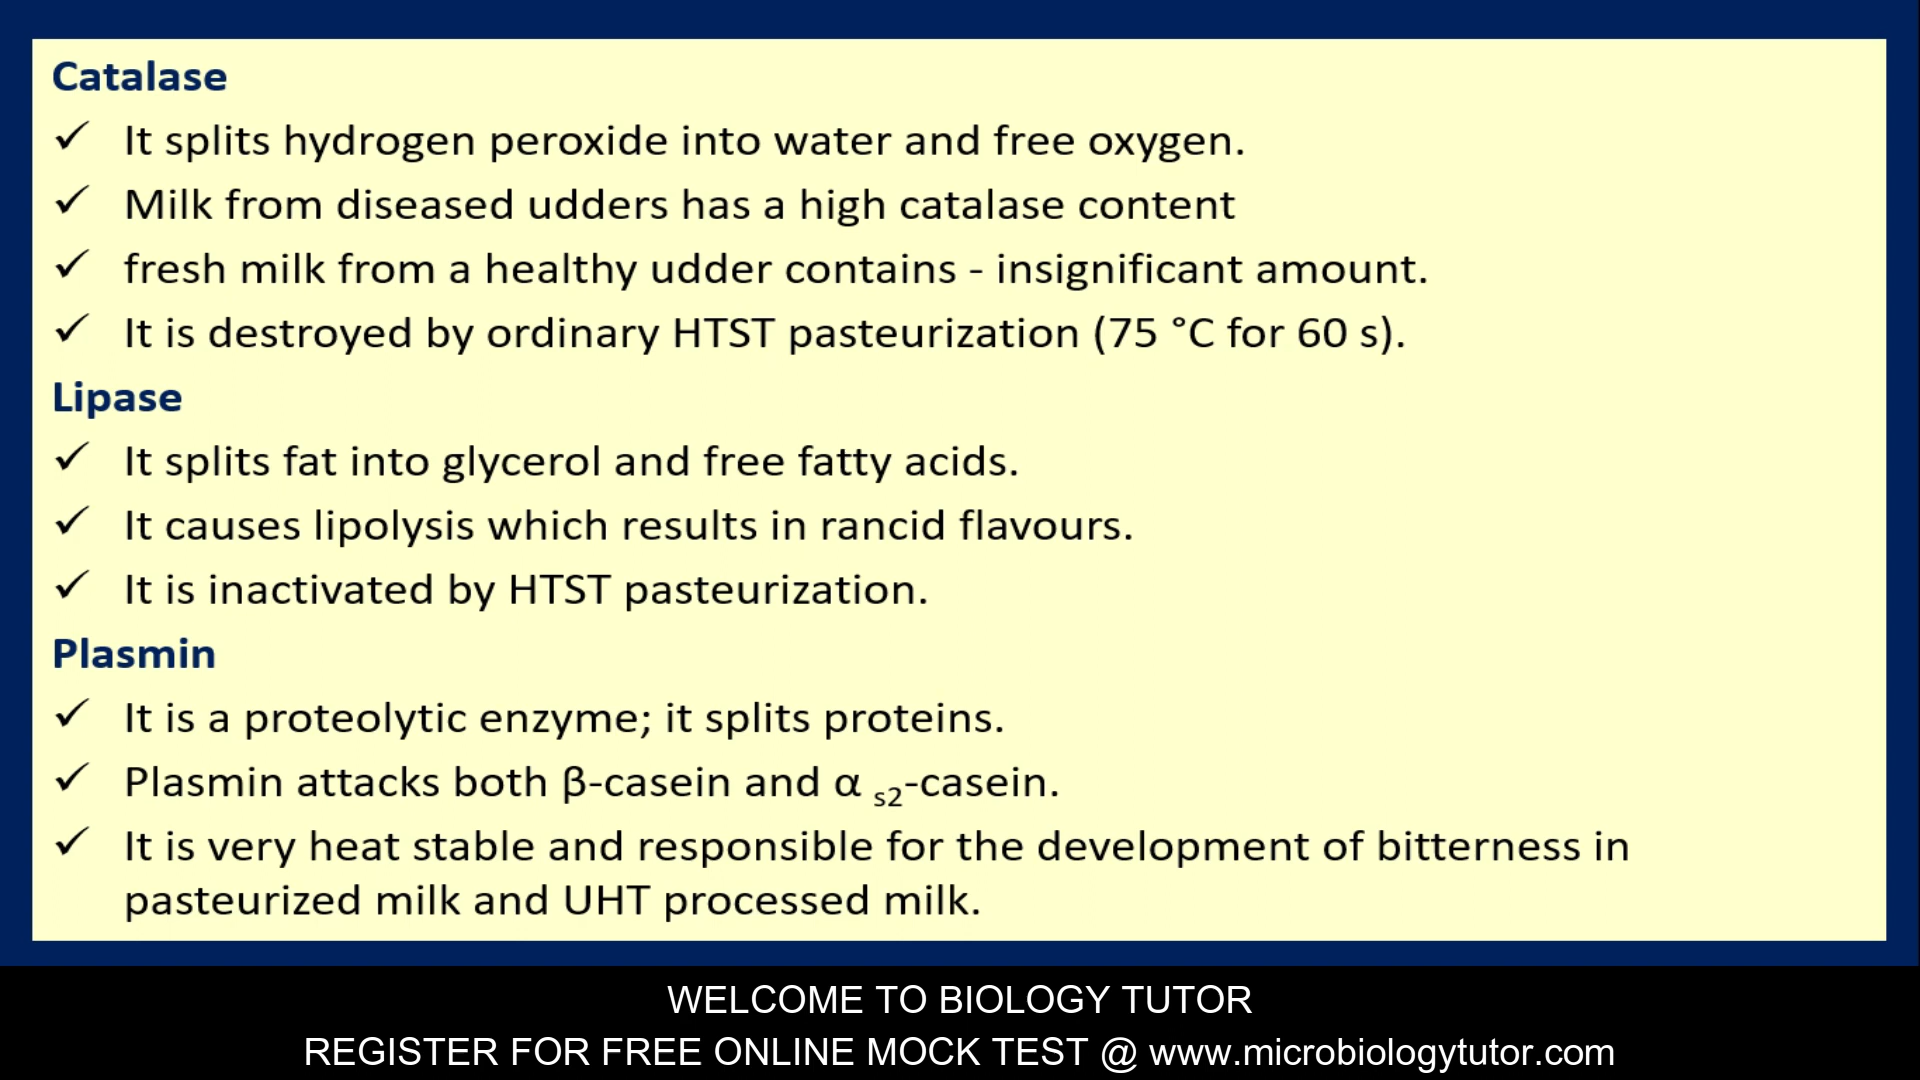 Catalase
✓ It splits hydrogen peroxide into water and free oxygen.
✓ Milk from diseased udders has a high catalase content
✓ fresh milk from a healthy udder contains - insignificant amount.
✓ It is destroyed by ordinary HTST pasteurization (75 °C for 60 s).
Lipase
✓ It splits fat into glycerol and free fatty acids.
✓ It causes lipolysis which results in rancid flavours.
✓ It is inactivated by HTST pasteurization.
Plasmin
✓ It is a proteolytic enzyme; it splits proteins.
✓ Plasmin attacks both β-casein and α s2-casein.
✓ It is very heat stable and responsible for the development of bitterness in
pasteurized milk and UHT processed milk.
WELCOME TO BIOLOGY TUTOR
REGISTER FOR FREE ONLINE MOCK TEST @ www.microbiologytutor.com